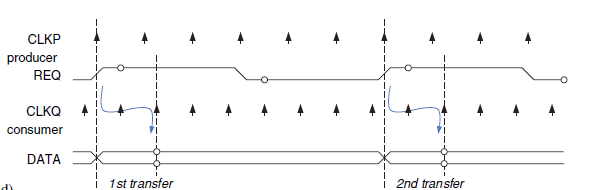 CLKP
producer
REQ
CLKQ
consumer
DATA
1st transfer
2nd transfer
d)